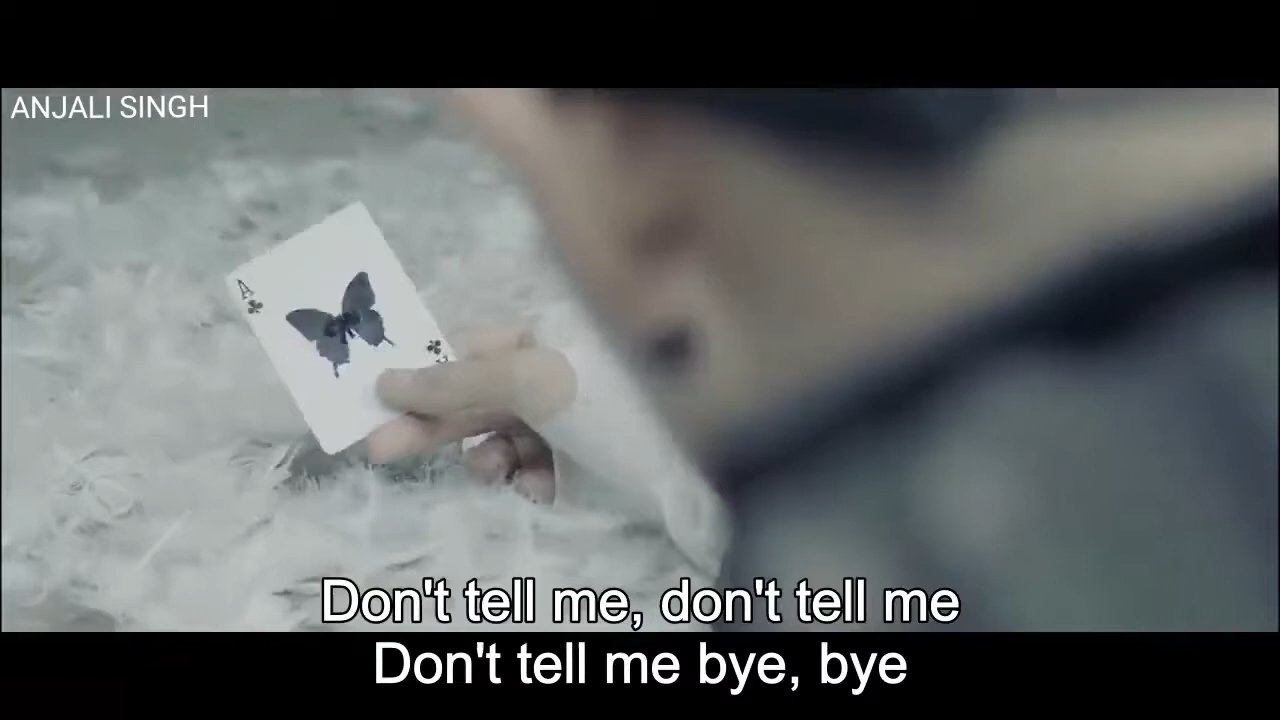 ANJALI SINGH
A
Don't tell me, don't tell me
Don't tell me bye, bye